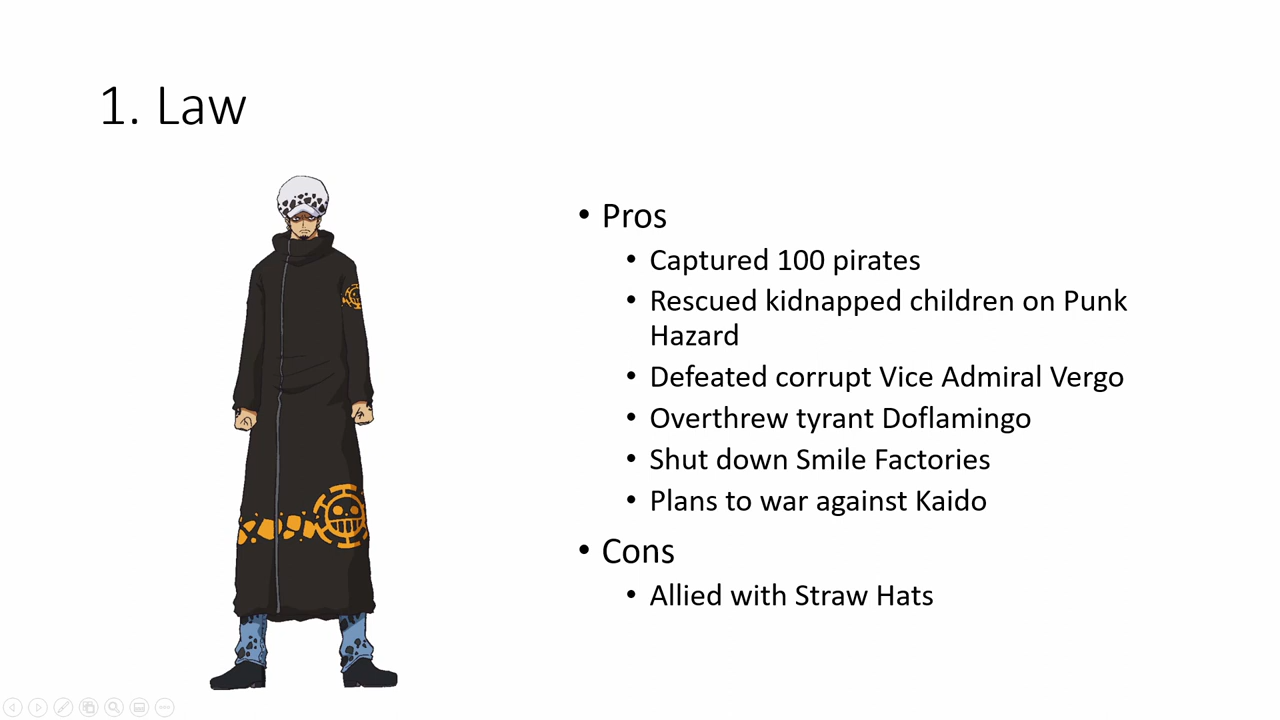 1. Law
• Pros
• Captured 100 pirates
• Rescued kidnapped children on Punk
Hazard
• Defeated corrupt Vice Admiral Vergo
• Overthrew tyrant Doflamingo
• Shut down Smile Factories
• Plans to war against Kaido
• Cons
• Allied with Straw Hats